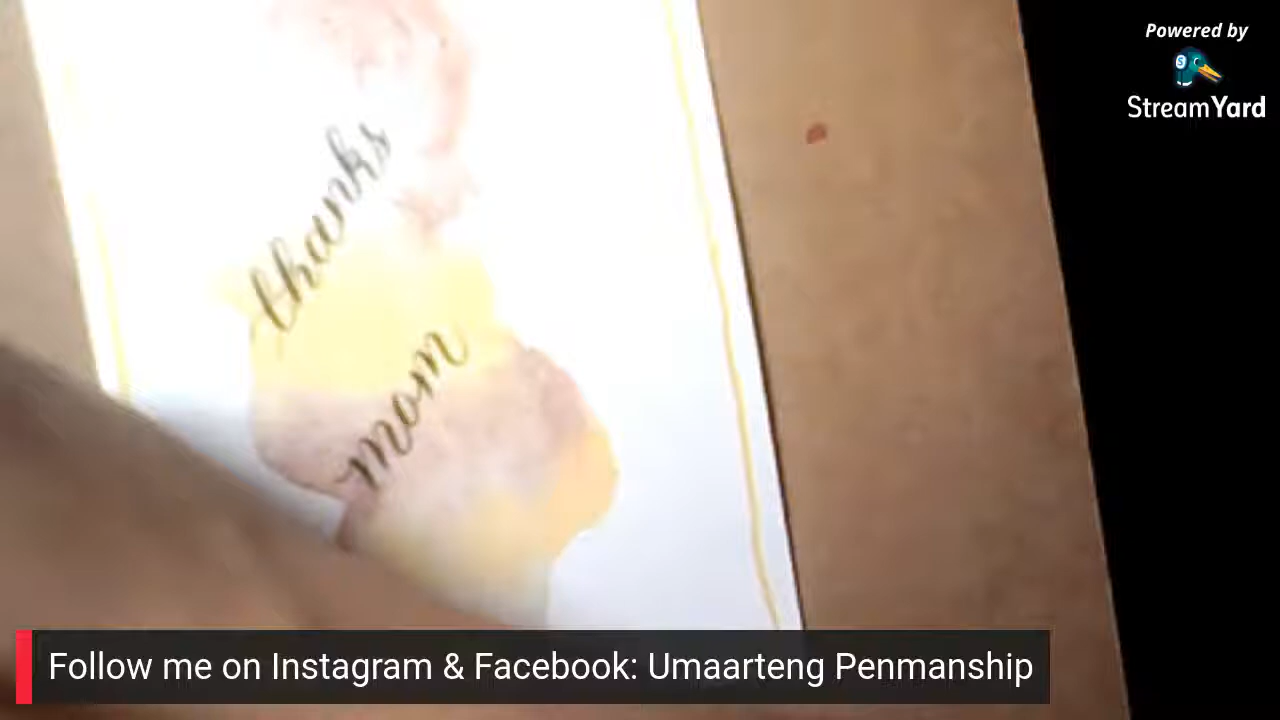 Powered by
StreamYard
thanks
mom
Follow me on Instagram & Facebook: Umaarteng Penmanship